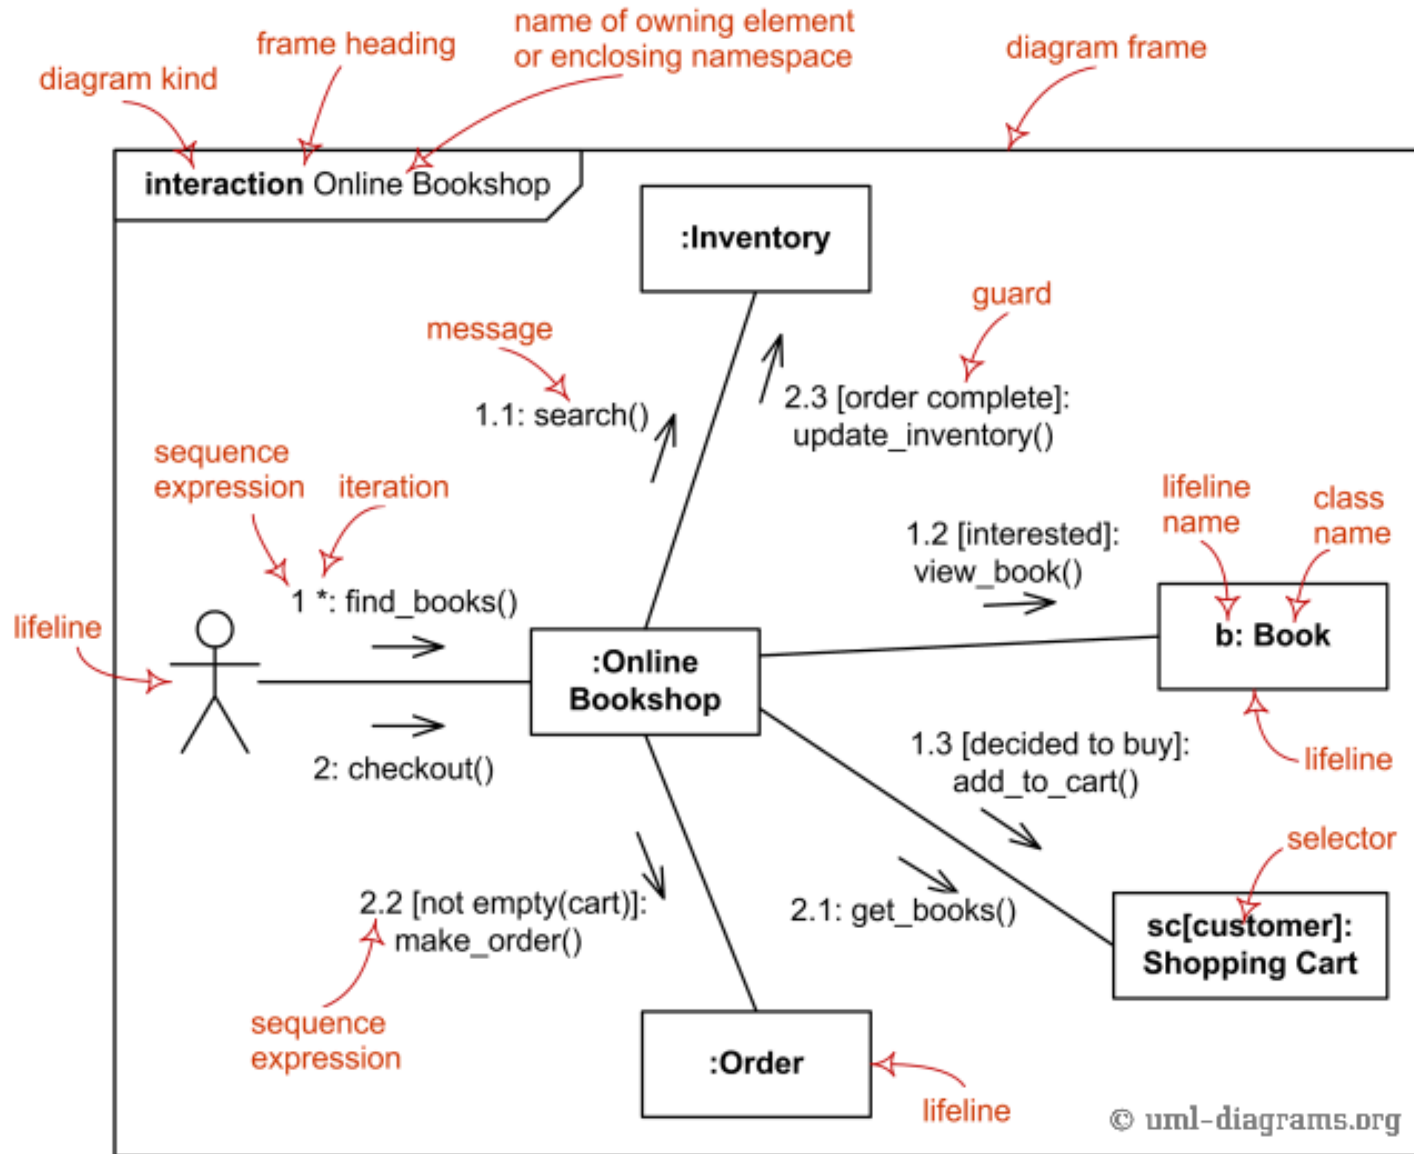 name of owning element
or enclosing namespace
frame heading
diagram frame
diagram kind
interaction Online Bookshop
:Inventory
guard
message
2.3 [order complete]:
update_inventory()
1.1: search()
sequence
expression
iteration
lifeline
name
class
name
1.2 [interested]:
view_book()
1 *: find_books()
lifeline
b: Book
:Online
Bookshop
1.3 [decided to buy]:
add_to_cart()
lifeline
2: checkout()
selector
2.2 [not empty(cart)]:
make_order()
2.1: get_books()
sc[customer]:
Shopping Cart
sequence
expression
:Order
lifeline
© uml-diagrams.org